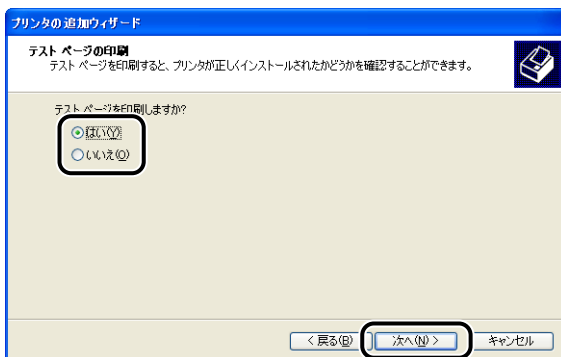 プリンタの追加ウィザード
テスト ページの印刷
テスト ページを印刷すると、プリンタが正しくインストールされたかどうかを確認することができます。
テスト ページを印刷しますか?
はい(Y)
いいえ(O)
< 戻る(B)
次へ(N) >
キャンセル